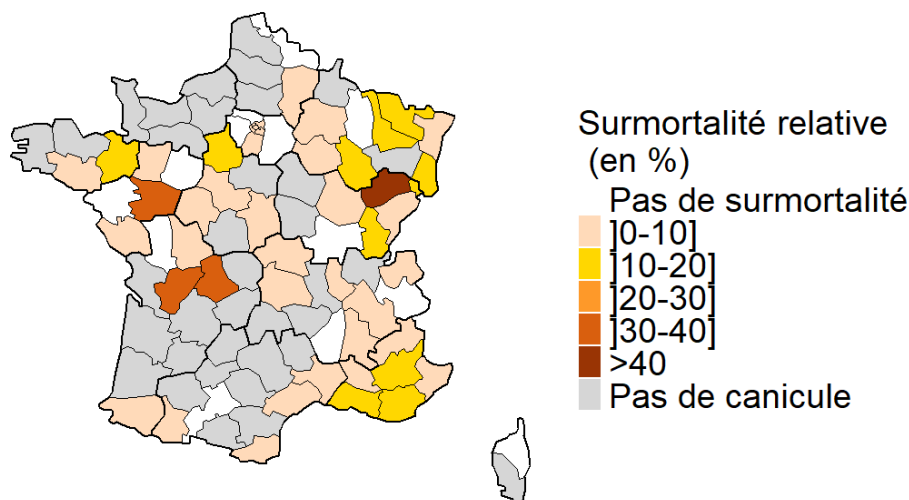 Surmortalité relative
(en %)
Pas de surmortalité
]0-10]
]10-20]
]20-30]
]30-40]
>40
Pas de canicule